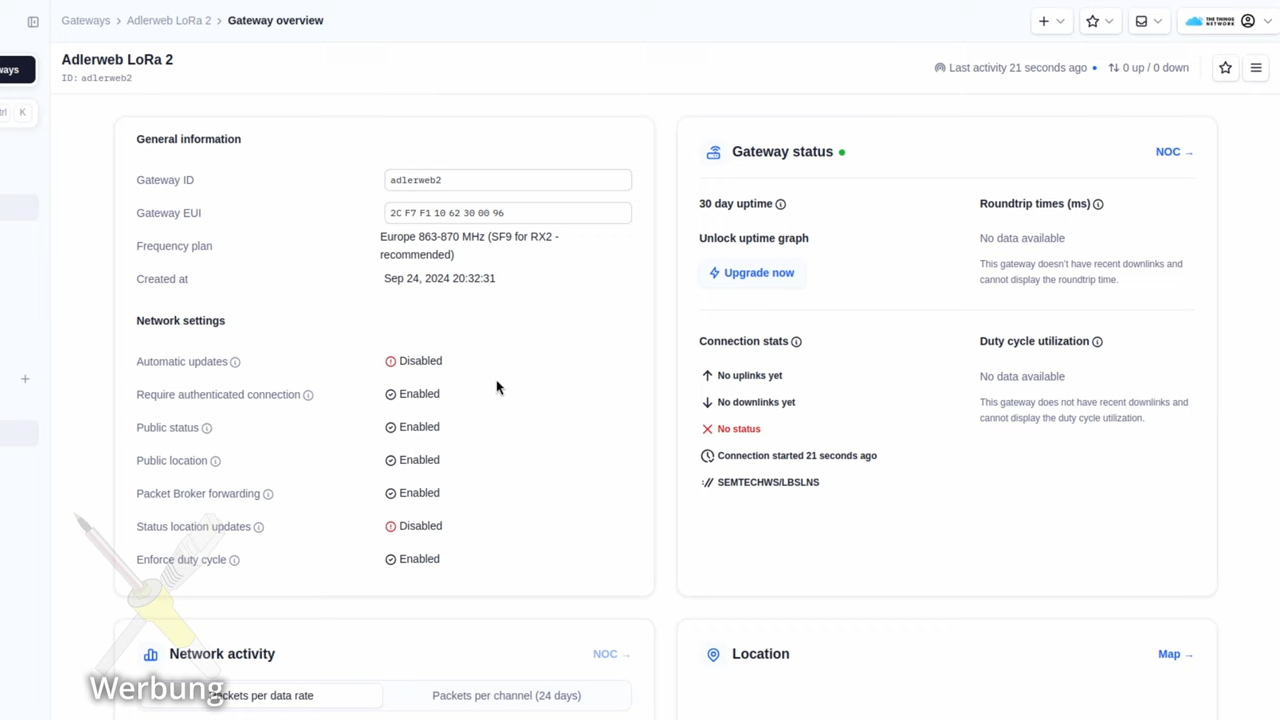 Gateways > Adlerweb LoRa 2 > Gateway overview
THE THINGS NETWORK
ways
Adlerweb LoRa 2
ID: adlerweb2
Last activity 21 seconds ago • 0 up / 0 down
K
General information
Gateway ID adlerweb2
Gateway EUI 2C F7 F1 10 62 30 00 96
Frequency plan Europe 863-870 MHz (SF9 for RX2 -
recommended)
Created at Sep 24, 2024 20:32:31
Network settings
Automatic updates Disabled
Require authenticated connection Enabled
Public status Enabled
Public location Enabled
Packet Broker forwarding Enabled
Status location updates Disabled
Enforce duty cycle Enabled
Gateway status NOC →
30 day uptime
Unlock uptime graph
Upgrade now
Roundtrip times (ms)
No data available
This gateway doesn't have recent downlinks and
cannot display the roundtrip time.
Connection stats
No uplinks yet
No downlinks yet
No status
Connection started 21 seconds ago
SEMTECHWS/LBSLNS
Duty cycle utilization
No data available
This gateway does not have recent downlinks and
cannot display the duty cycle utilization.
Network activity NOC →
Packets per data rate Packets per channel (24 days)
Location Map →
Werbung